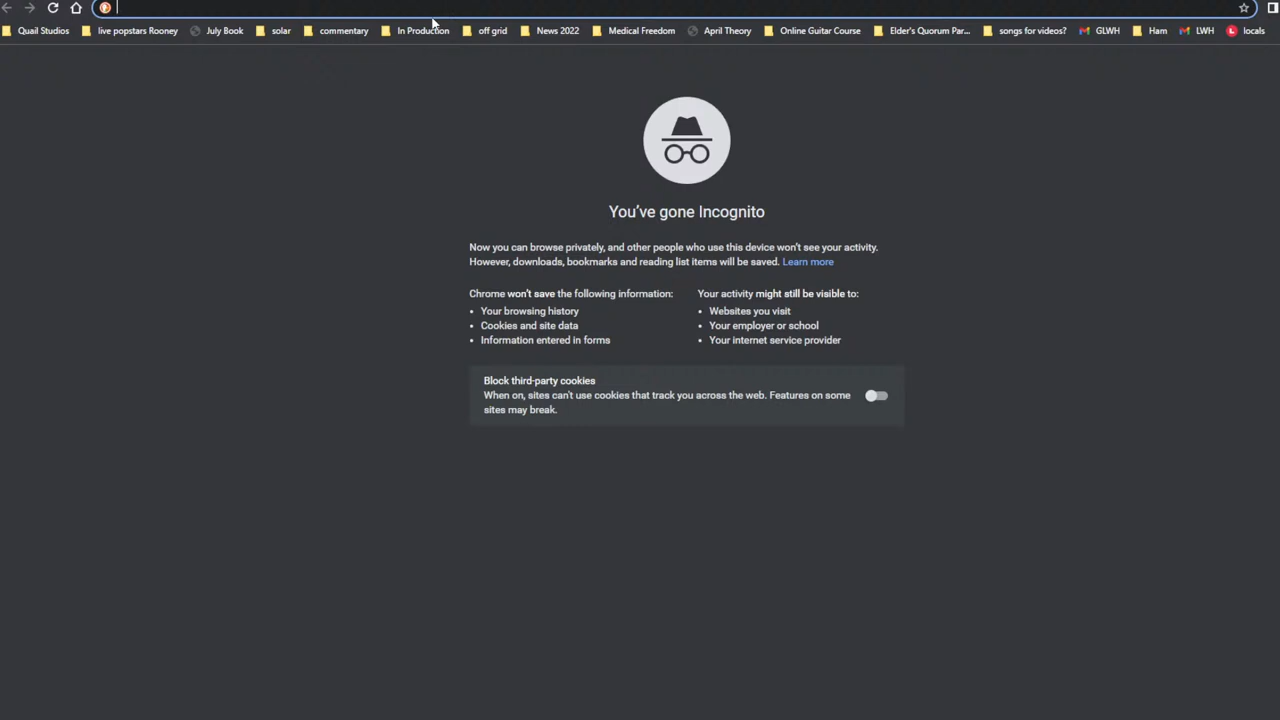 Quail Studios live popstars Rooney July Book solar commentary In Production off grid News 2022 Medical Freedom April Theory Online Guitar Course Elder's Quorum Par... songs for videos? GLWH Ham LWH locals
You've gone Incognito
Now you can browse privately, and other people who use this device won't see your activity.
However, downloads, bookmarks and reading list items will be saved. Learn more
Chrome won't save the following information:
• Your browsing history
• Cookies and site data
• Information entered in forms
Your activity might still be visible to:
• Websites you visit
• Your employer or school
• Your internet service provider
Block third-party cookies
When on, sites can't use cookies that track you across the web. Features on some
sites may break.